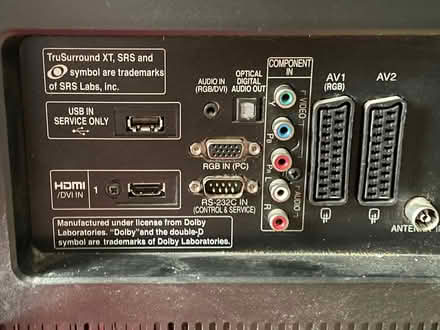 TruSurround XT, SRS and
symbol are trademarks
of SRS Labs, inc.
USB IN
SERVICE ONLY
HDMI
/DVI IN
1
Manufactured under license from Dolby
Laboratories. "Dolby"and the double-D
symbol are trademarks of Dolby Laboratories.
AUDIO IN
(RGB/DVI)
OPTICAL
DIGITAL
AUDIO OUT
RGB IN (PC)
RS-232C IN
(CONTROL & SERVICE)
COMPONENT
IN
VIDEO
Y
PB
PR
L
R
AUDIO
AV1
(RGB)
AV2
ANTENNA IN